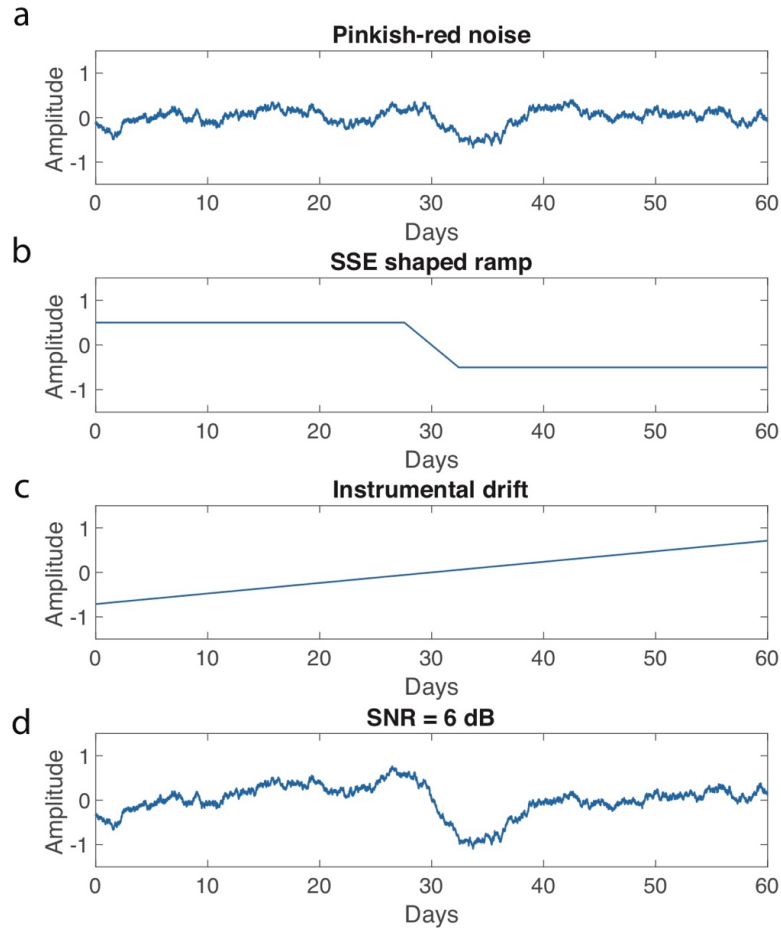 a
Pinkish-red noise
Amplitude
1
0
-1
0 10 20 30 40 50 60
Days
b
SSE shaped ramp
Amplitude
1
0
-1
0 10 20 30 40 50 60
Days
c
Instrumental drift
Amplitude
1
0
-1
0 10 20 30 40 50 60
Days
d
SNR = 6 dB
Amplitude
1
0
-1
0 10 20 30 40 50 60
Days